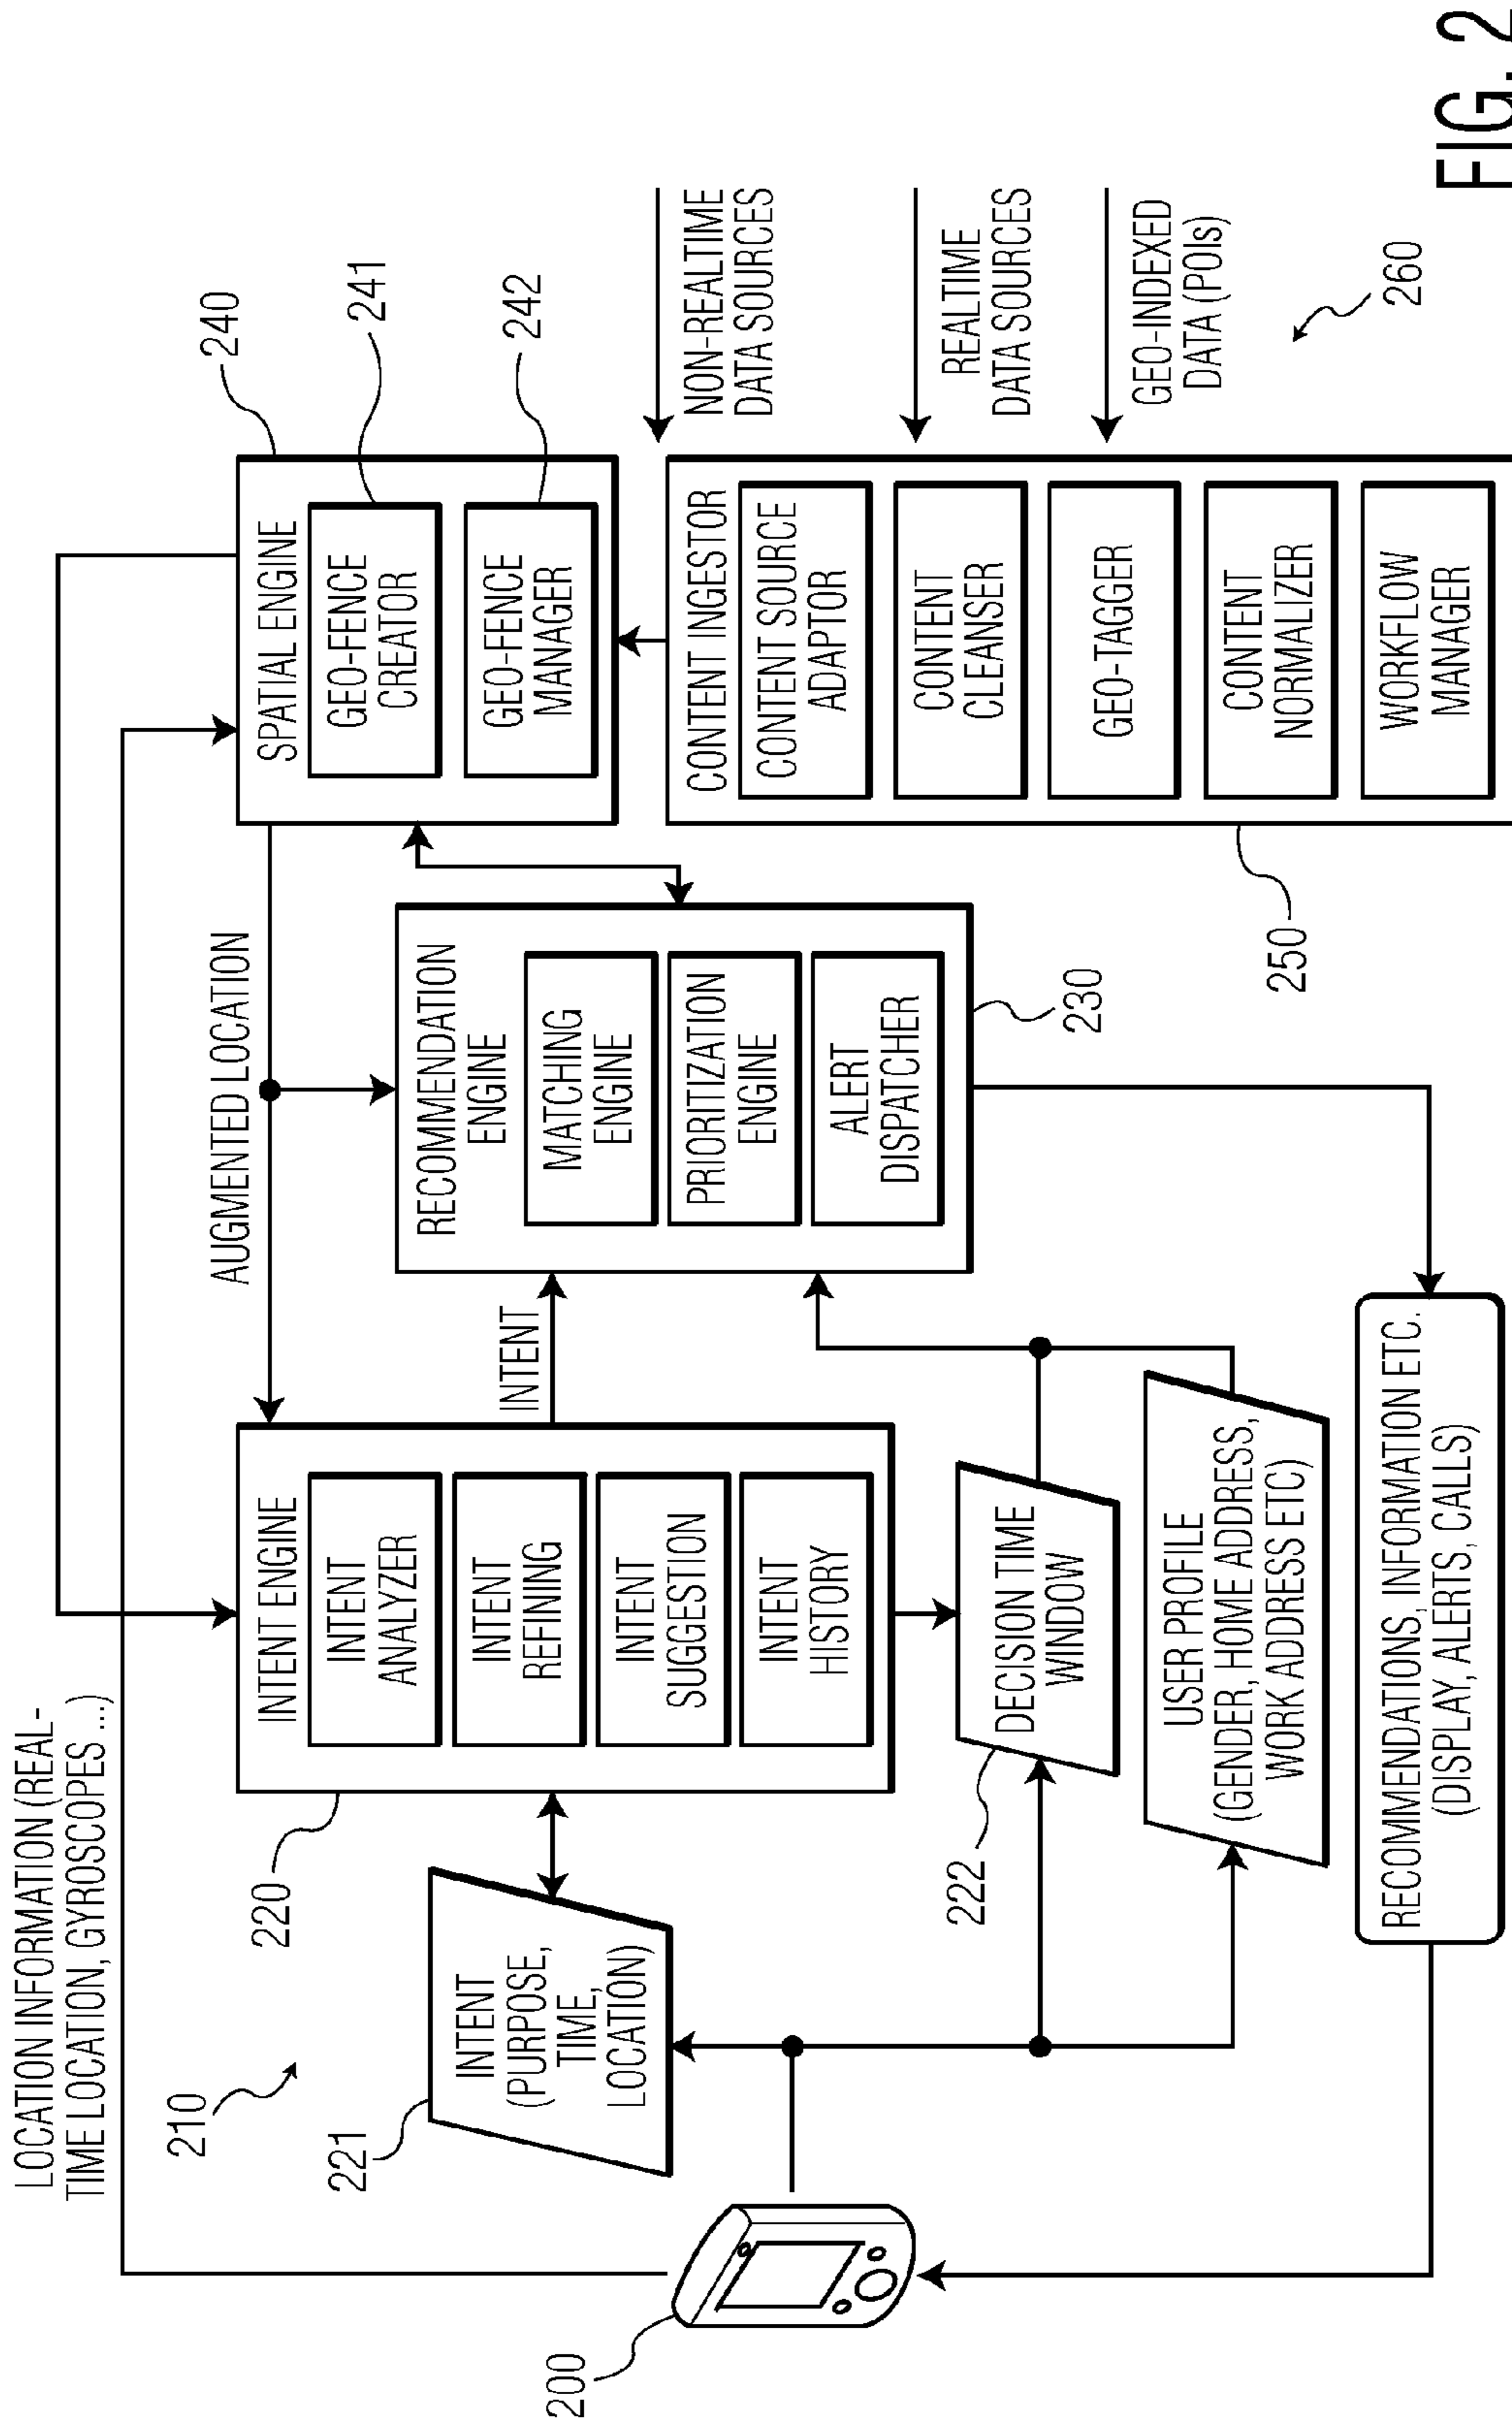 LOCATION INFORMATION (REAL-
TIME LOCATION, GYROSCOPES ...)
210
AUGMENTED LOCATION
240
241
242
220
INTENT ENGINE
INTENT
ANALYZER
INTENT
REFINING
INTENT
SUGGESTION
INTENT
HISTORY
SPATIAL ENGINE
GEO-FENCE
CREATOR
GEO-FENCE
MANAGER
221
INTENT
(PURPOSE,
TIME,
LOCATION)
INTENT
RECOMMENDATION
ENGINE
MATCHING
ENGINE
PRIORITIZATION
ENGINE
ALERT
DISPATCHER
230
200
CONTENT INGESTOR
CONTENT SOURCE
ADAPTOR
CONTENT
CLEANSER
GEO-TAGGER
CONTENT
NORMALIZER
WORKFLOW
MANAGER
250
NON-REALTIME
DATA SOURCES
REALTIME
DATA SOURCES
GEO-INDEXED
DATA (POIs)
260
222
DECISION TIME
WINDOW
USER PROFILE
(GENDER, HOME ADDRESS,
WORK ADDRESS ETC)
RECOMMENDATIONS, INFORMATION ETC.
(DISPLAY, ALERTS, CALLS)
FIG. 2